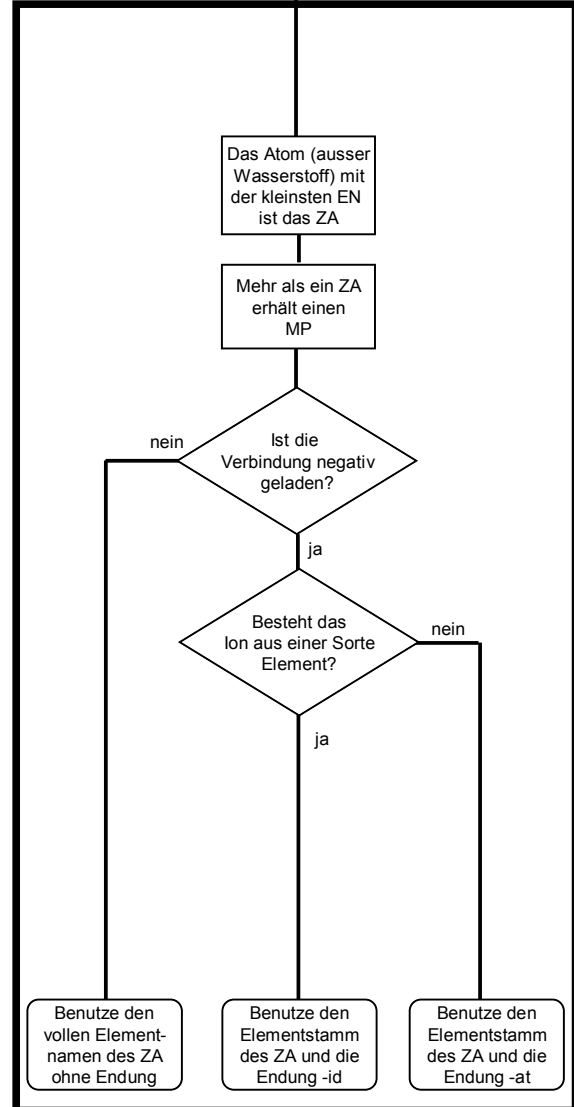 Das Atom (ausser
Wasserstoff) mit
der kleinsten EN
ist das ZA
Mehr als ein ZA
erhält einen
MP
nein
Ist die
Verbindung negativ
geladen?
ja
Besteht das
Ion aus einer Sorte
Element?
nein
ja
Benutze den
vollen Element-
namen des ZA
ohne Endung
Benutze den
Elementstamm
des ZA und die
Endung -id
Benutze den
Elementstamm
des ZA und die
Endung -at